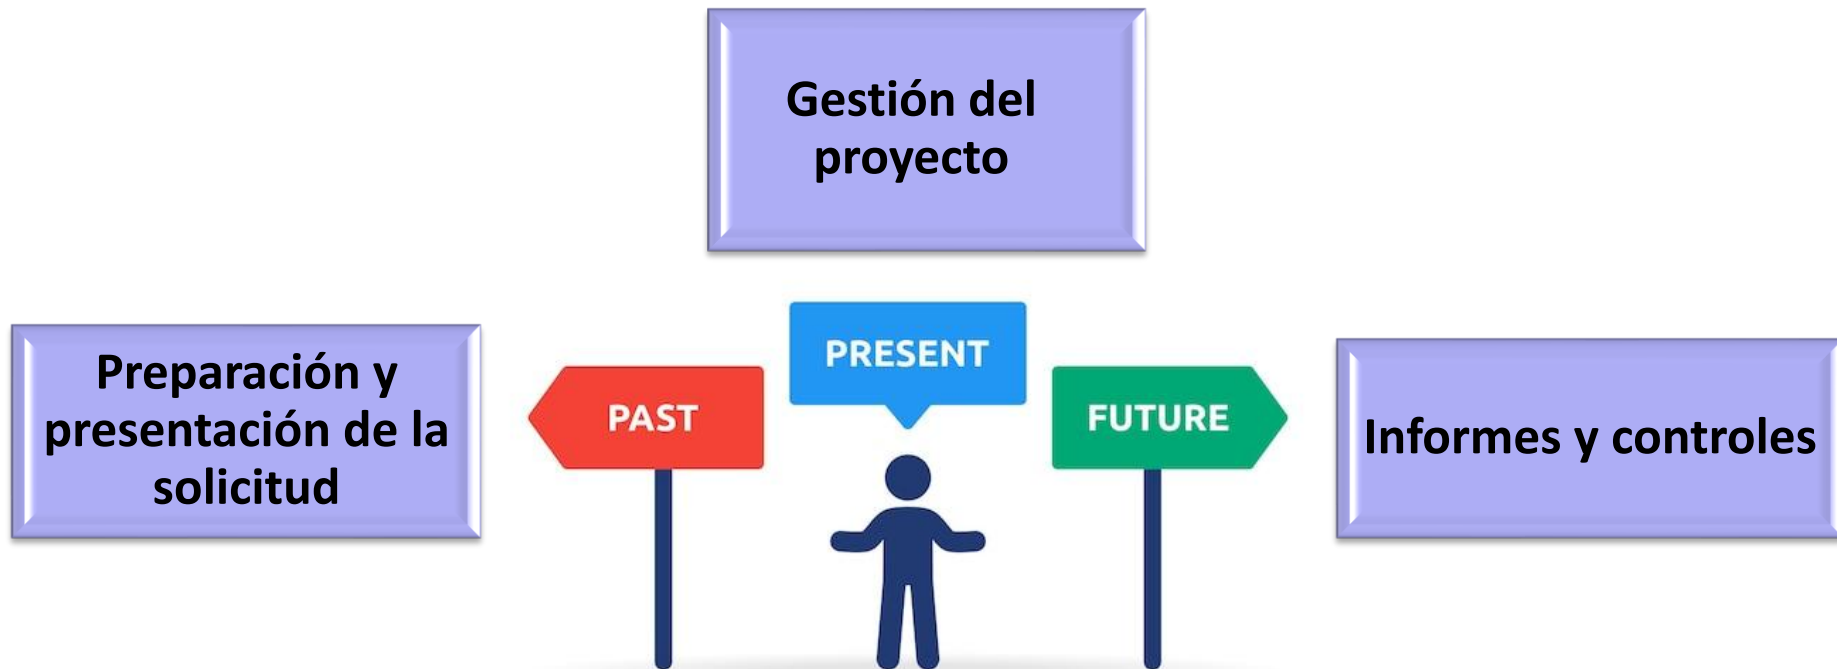 Gestión del
proyecto
Preparación y
presentación de la
solicitud
PAST
PRESENT
FUTURE
Informes y controles